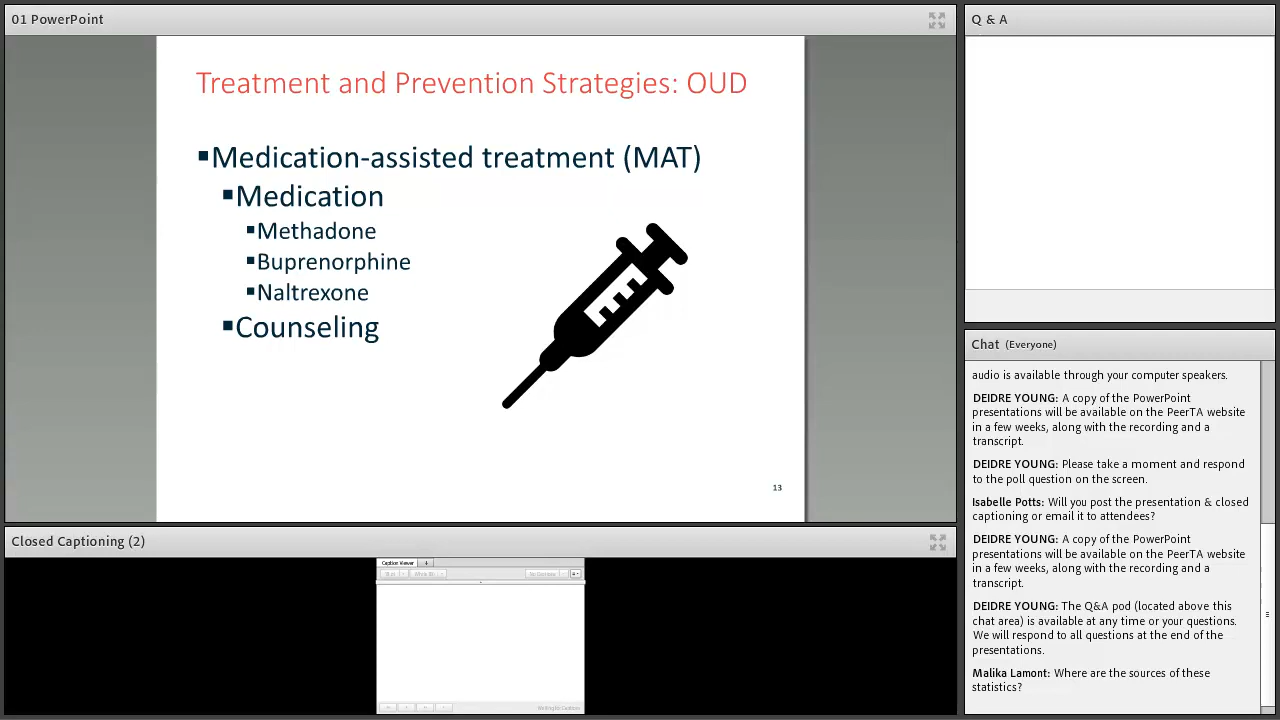 01 PowerPoint
Treatment and Prevention Strategies: OUD
▪Medication-assisted treatment (MAT)
▪Medication
▪Methadone
▪Buprenorphine
▪Naltrexone
▪Counseling
13
Closed Captioning (2)
Caption Viewer
Q & A
Chat (Everyone)
audio is available through your computer speakers.
DEIDRE YOUNG: A copy of the PowerPoint
presentations will be available on the PeerTA website
in a few weeks, along with the recording and a
transcript.
DEIDRE YOUNG: Please take a moment and respond
to the poll question on the screen.
Isabelle Potts: Will you post the presentation & closed
captioning or email it to attendees?
DEIDRE YOUNG: A copy of the PowerPoint
presentations will be available on the PeerTA website
in a few weeks, along with the recording and a
transcript.
DEIDRE YOUNG: The Q&A pod (located above this
chat area) is available at any time or your questions.
We will respond to all questions at the end of the
presentations.
Malika Lamont: Where are the sources of these
statistics?